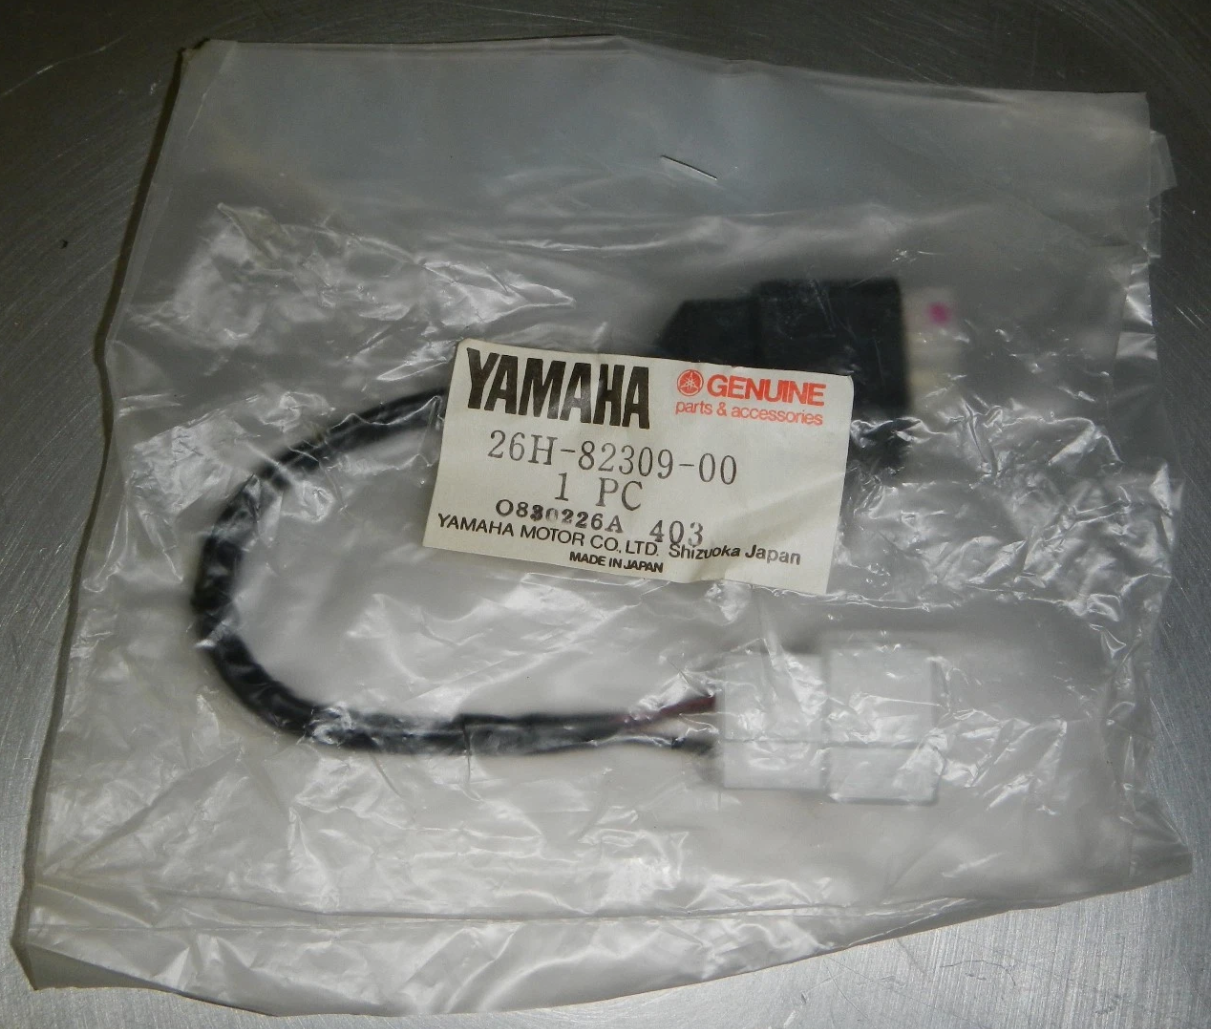 YAMAHA
GENUINE
parts & accessories
26H-82309-00
1 PC
O830226A 403
YAMAHA MOTOR CO., LTD. Shizuoka Japan
MADE IN JAPAN